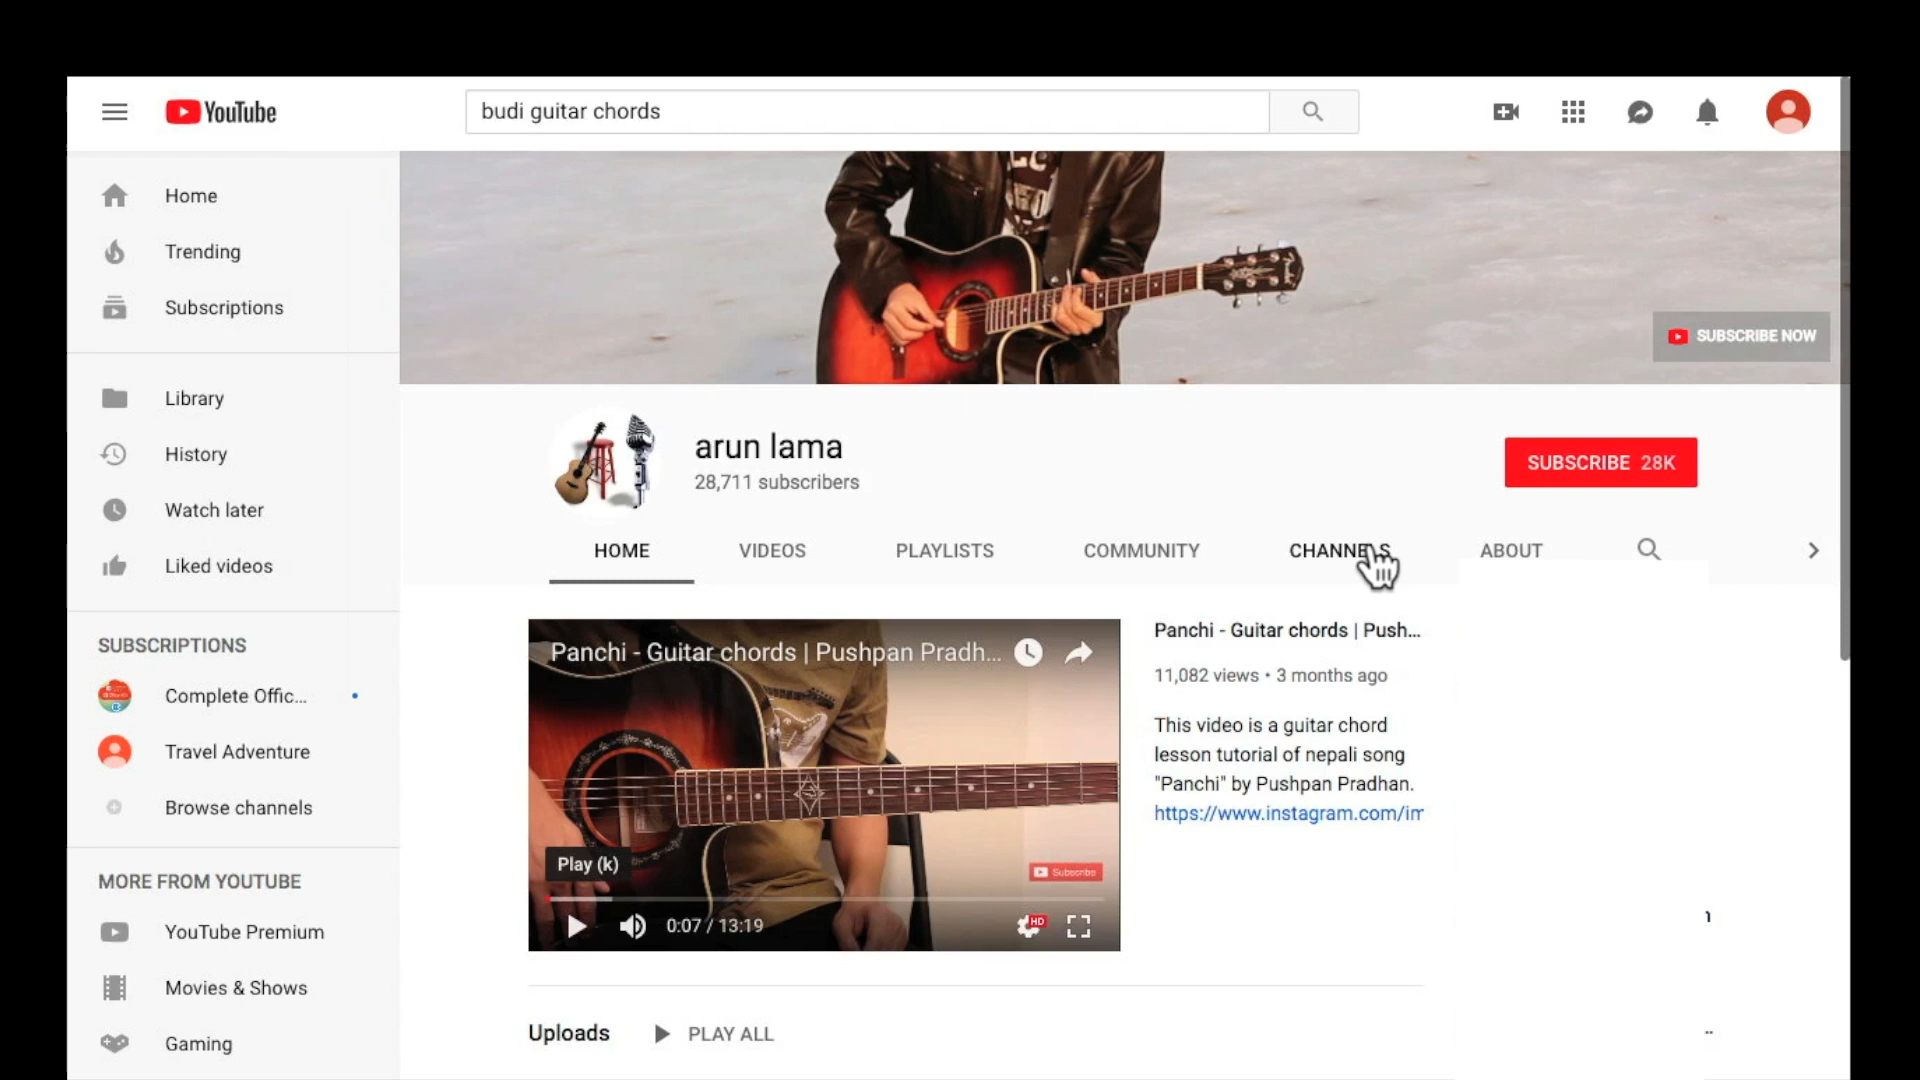 YouTube
budi guitar chords
Home
Trending
Subscriptions
SUBSCRIBE NOW
Library
History
Watch later
Liked videos
arun lama
28,711 subscribers
SUBSCRIBE 28K
HOME VIDEOS PLAYLISTS COMMUNITY CHANNELS ABOUT
SUBSCRIPTIONS
Complete Offic...
Travel Adventure
Browse channels
Panchi - Guitar chords | Pushpan Pradh...
Play (k)
Subscribe
0:07 / 13:19
HD
Panchi - Guitar chords | Push...
11,082 views • 3 months ago
This video is a guitar chord
lesson tutorial of nepali song
"Panchi" by Pushpan Pradhan.
https://www.instagram.com/im
MORE FROM YOUTUBE
YouTube Premium
Movies & Shows
Gaming
Uploads PLAY ALL